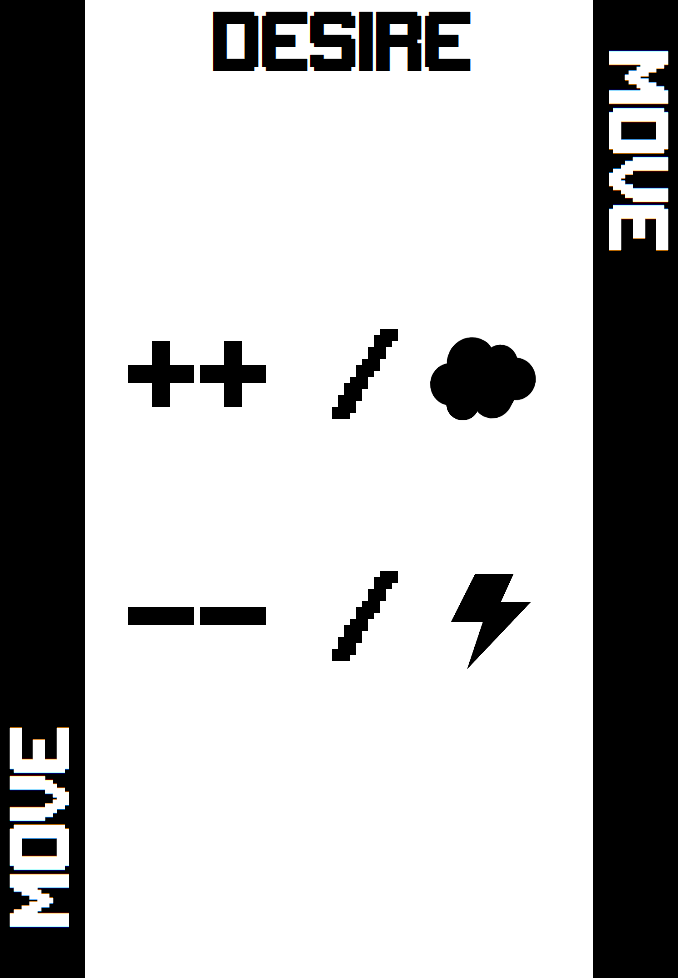 DESIRE
MOVE
++ /
-- /
MOVE